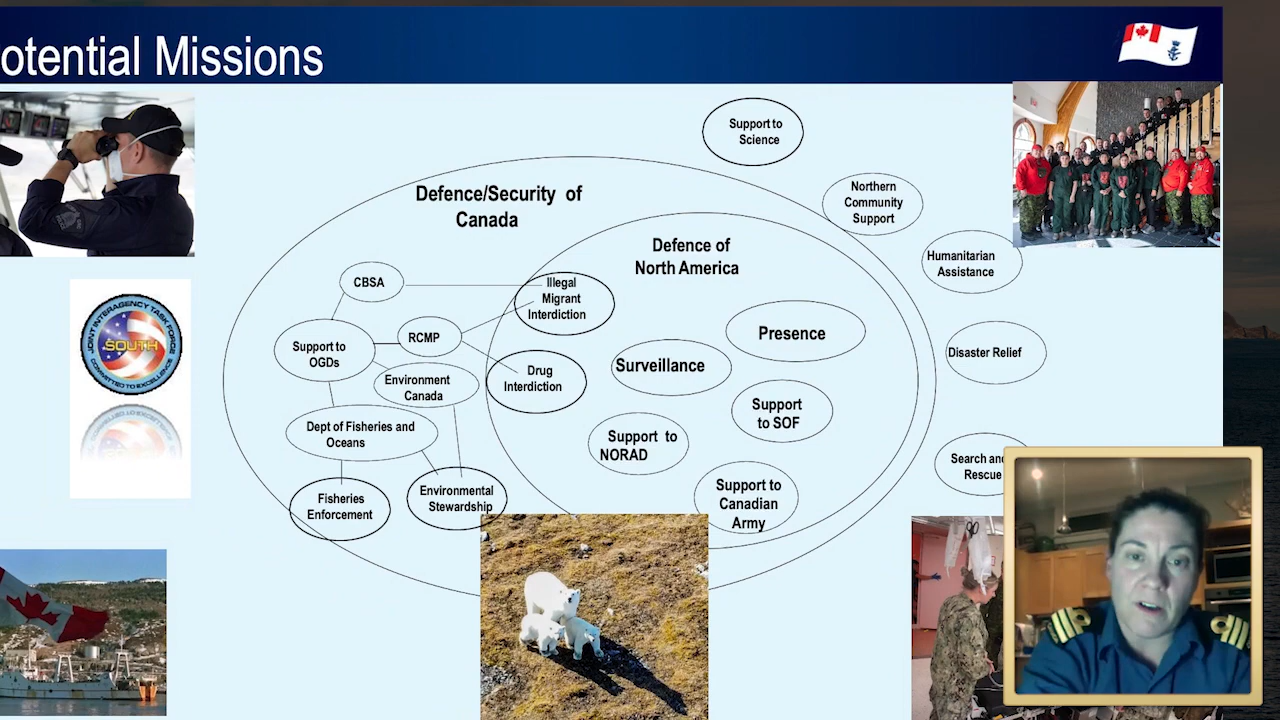 otential Missions
Support to
Science
Defence/Security of
Canada
Northern
Community
Support
Defence of
North America
Humanitarian
Assistance
CBSA
Illegal
Migrant
Interdiction
JOINT INTERAGENCY TASK FORCE
SOUTH
COMMITTED TO EXCELLENCE
Support to
OGDs
RCMP
Presence
Surveillance
Disaster Relief
Drug
Interdiction
Environment
Canada
Support
to SOF
Dept of Fisheries and
Oceans
Support to
NORAD
Search and
Rescue
Fisheries
Enforcement
Environmental
Stewardship
Support to
Canadian
Army